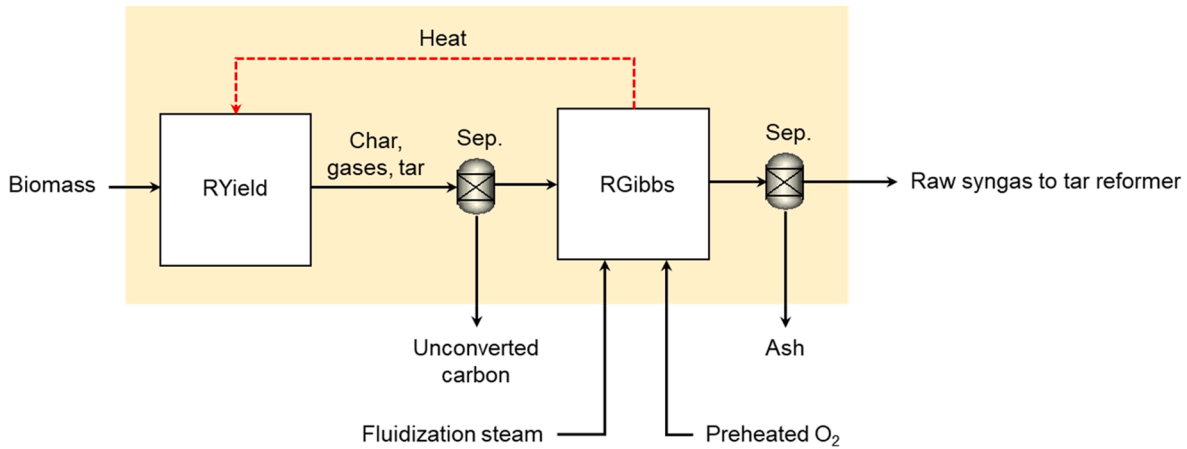 Heat
Biomass
RYield
Char,
gases, tar
Sep.
RGibbs
Sep.
Raw syngas to tar reformer
Unconverted
carbon
Ash
Fluidization steam
Preheated O₂